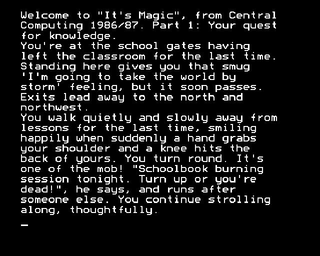 Welcome to "It's Magic", from Central
Computing 1986/87. Part 1: Your quest
for knowledge.
You're at the school gates having
left the classroom for the last time.
Standing here gives you that smug
'I'm going to take the world by
storm' feeling, but it soon passes.
Exits lead away to the north and
northwest.
You walk quietly and slowly away from
lessons for the last time, smiling
happily when suddenly a hand grabs
your shoulder and a knee hits the
back of yours. You turn round. It's
one of the mob! "Schoolbook burning
session tonight. Turn up or you're
dead!", he says, and runs after
someone else. You continue strolling
along, thoughtfully.